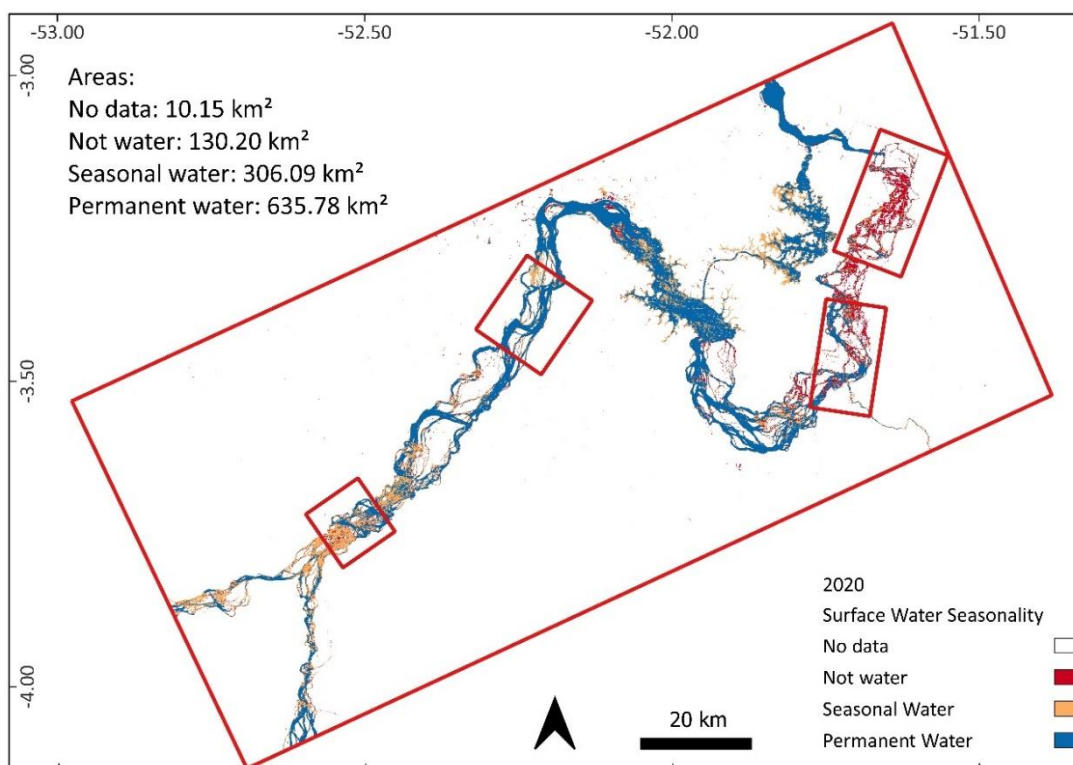 -53.00
-52.50
-52.00
-51.50
-3.00
Areas:
No data: 10.15 km²
Not water: 130.20 km²
Seasonal water: 306.09 km²
Permanent water: 635.78 km²
-3.50
-4.00
2020
Surface Water Seasonality
No data
Not water
Seasonal Water
Permanent Water
20 km